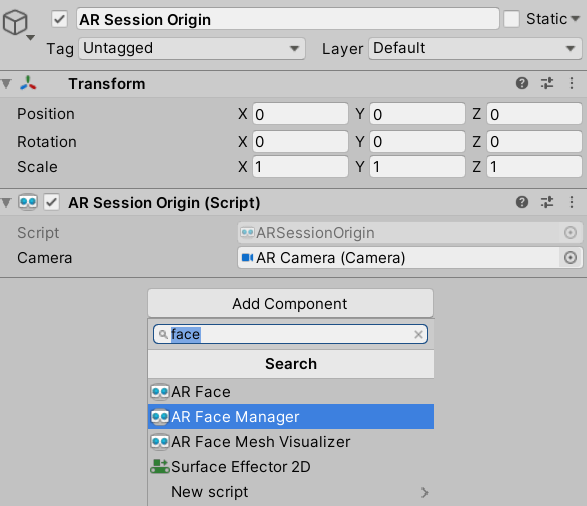 AR Session Origin Static
Tag Untagged Layer Default
Transform
Position X 0 Y 0 Z 0
Rotation X 0 Y 0 Z 0
Scale X 1 Y 1 Z 1
AR Session Origin (Script)
Script ARSessionOrigin
Camera AR Camera (Camera)
Add Component
face
Search
AR Face
AR Face Manager
AR Face Mesh Visualizer
Surface Effector 2D
New script